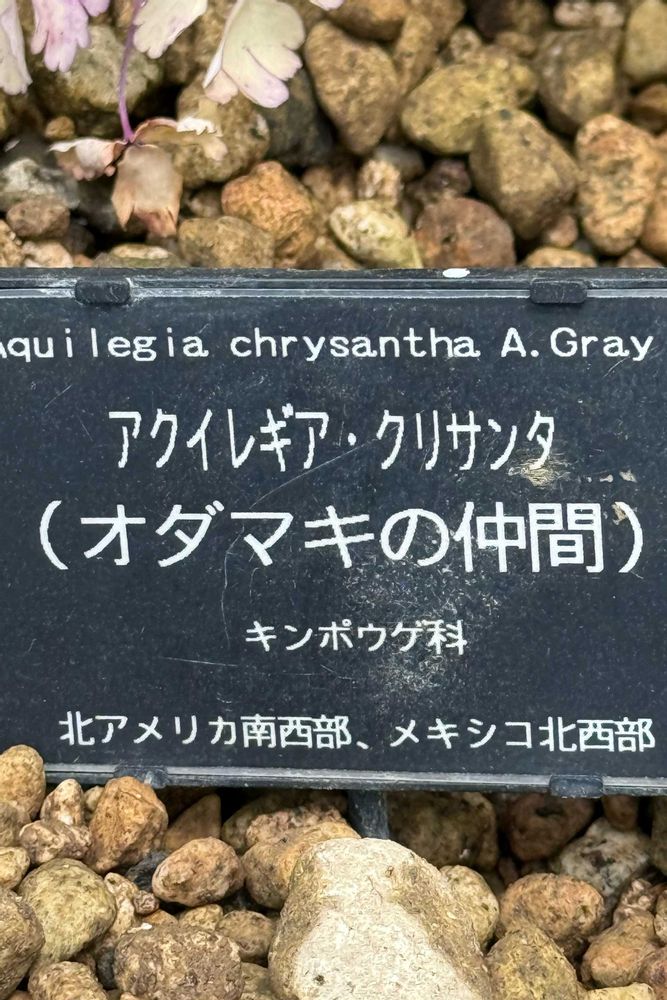 Aquilegia chrysantha A.Gray
アクイレギア・クリサンタ
(オダマキの仲間)
キンポウゲ科
北アメリカ南西部、メキシコ北西部